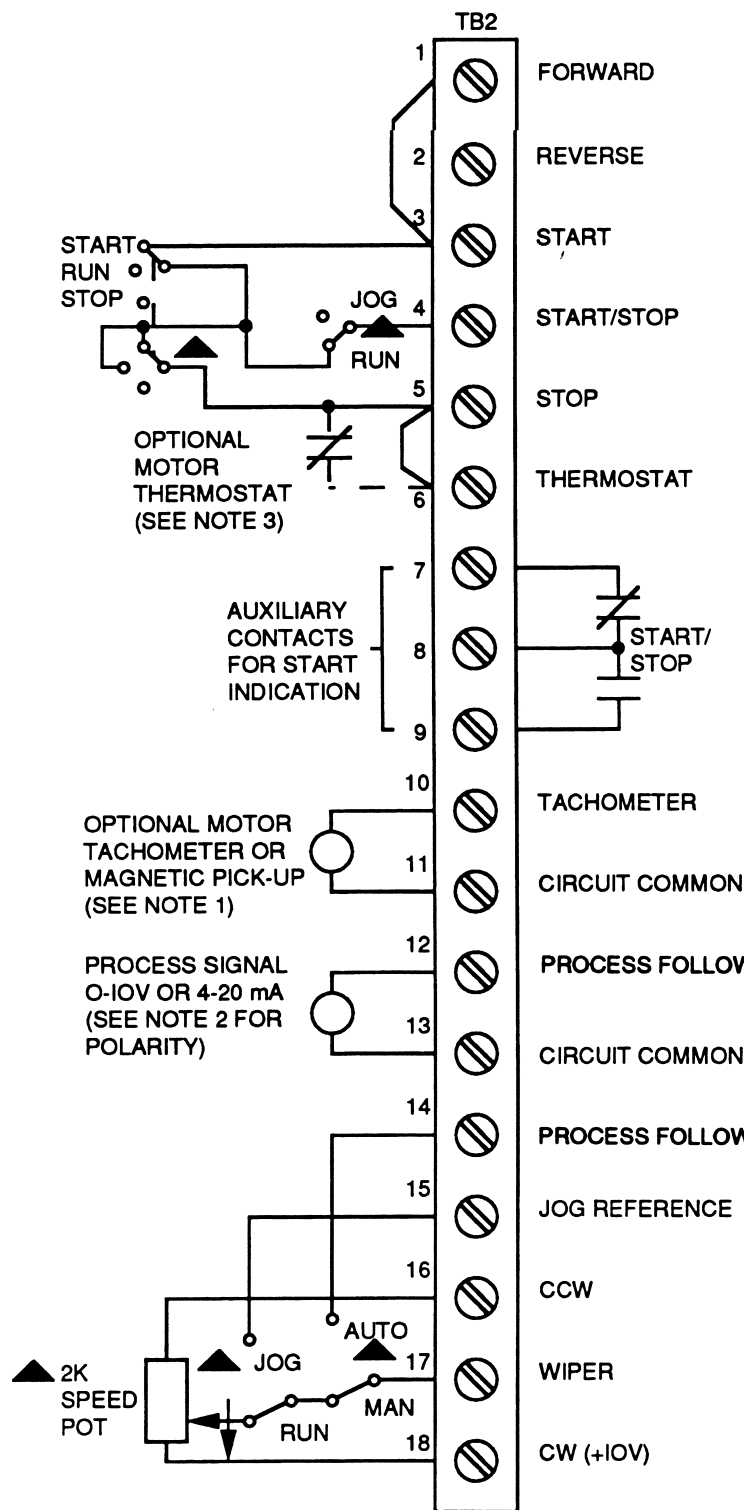 TB2
1
FORWARD
2
REVERSE
3
START
START
RUN
STOP
4
START/STOP
JOG
RUN
5
STOP
OPTIONAL
MOTOR
THERMOSTAT
(SEE NOTE 3)
6
THERMOSTAT
7
AUXILIARY
CONTACTS
FOR START
INDICATION
8
START/
STOP
9
10
TACHOMETER
OPTIONAL MOTOR
TACHOMETER OR
MAGNETIC PICK-UP
(SEE NOTE 1)
11
CIRCUIT COMMON
12
PROCESS FOLLOW
PROCESS SIGNAL
O-IOV OR 4-20 mA
(SEE NOTE 2 FOR
POLARITY)
13
CIRCUIT COMMON
14
PROCESS FOLLOW
15
JOG REFERENCE
16
CCW
AUTO
JOG
17
WIPER
2K
SPEED
POT
MAN
RUN
18
CW (+IOV)